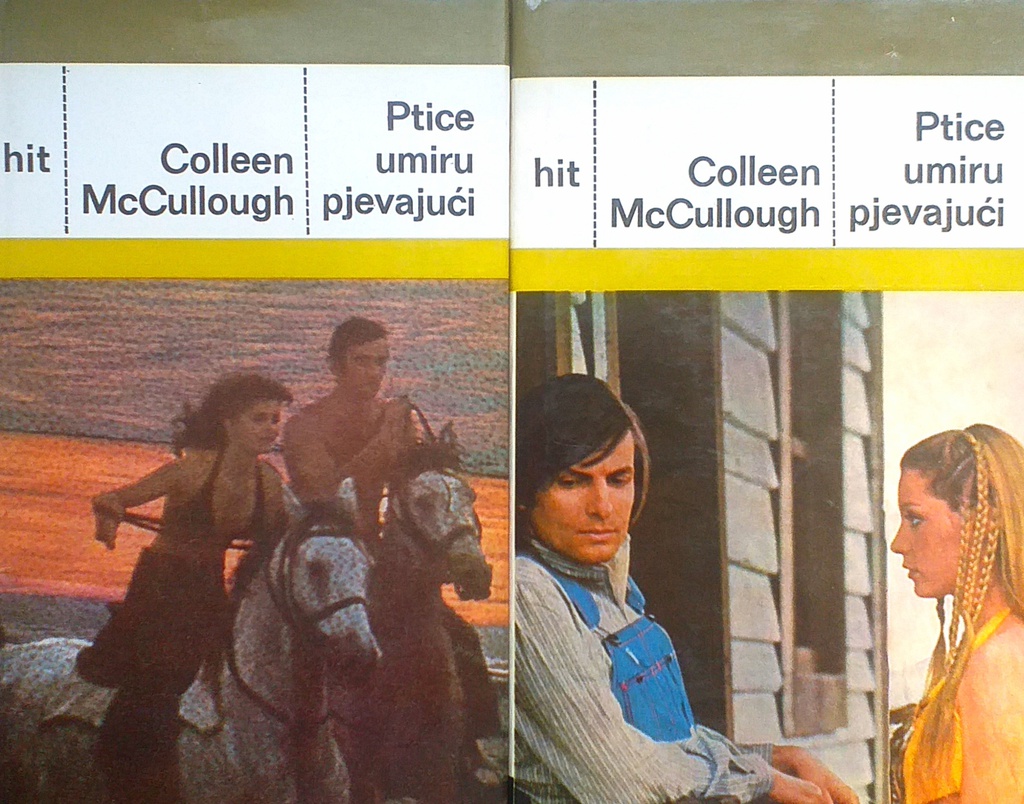 hit
Colleen
McCullough
Ptice
umiru
pjevajući
hit
Colleen
McCullough
Ptice
umiru
pjevajući